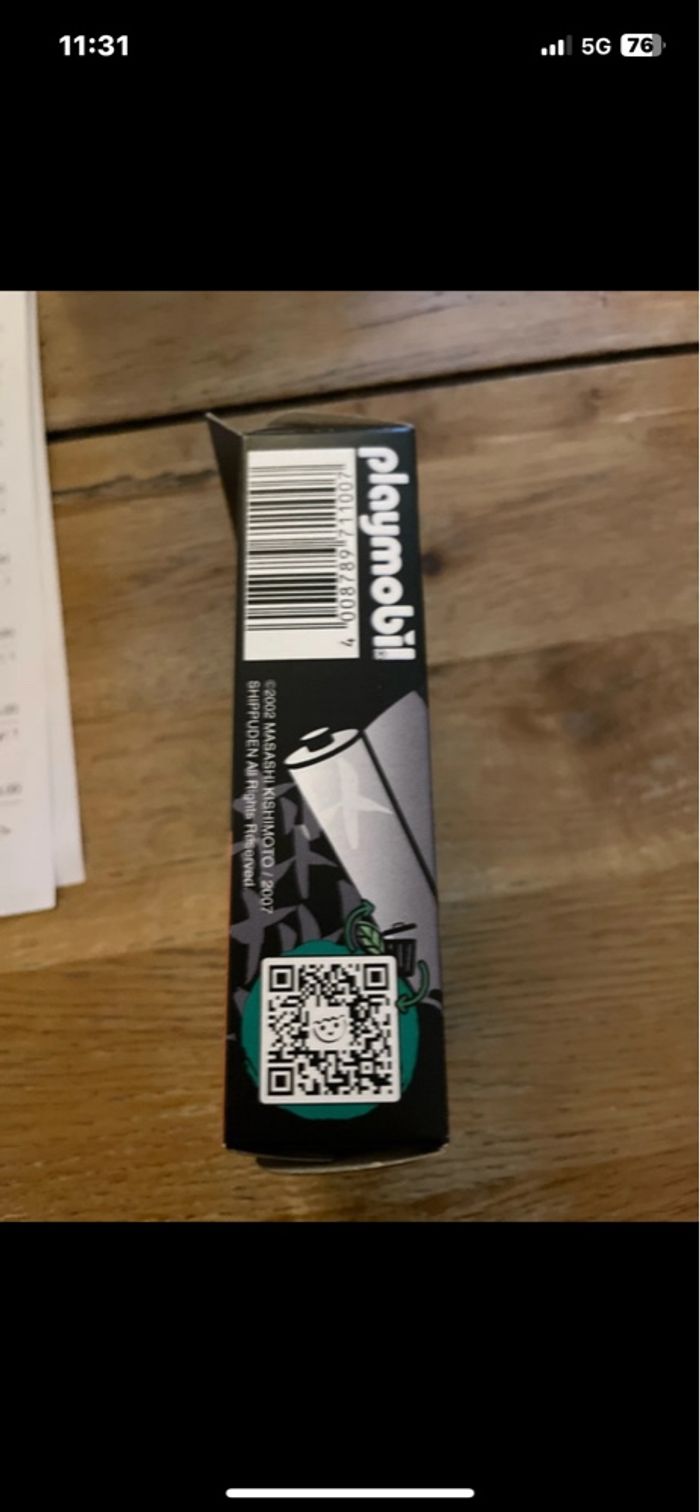 11:31
5G
76
playmobil
4 008789 711007
©2002 MASASHI KISHIMOTO / 2007
SHIPPUDEN All Rights Reserved.